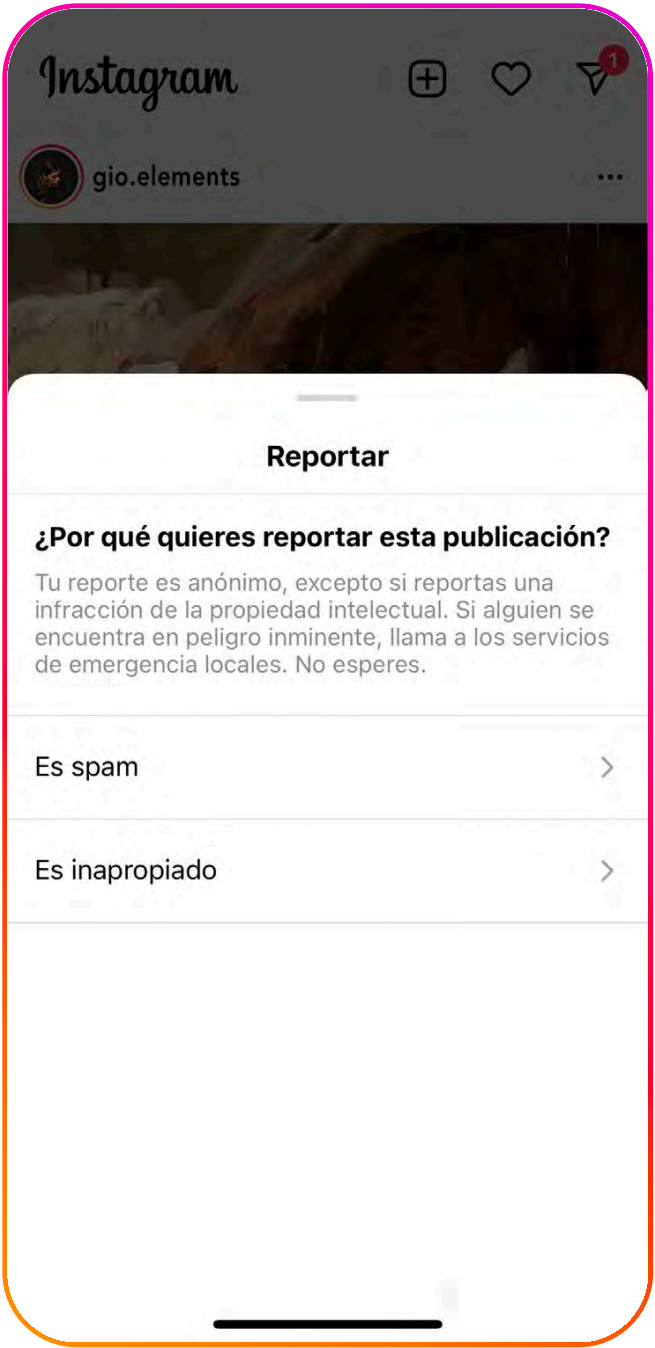 Instagram
1
gio.elements
Reportar
¿Por qué quieres reportar esta publicación?
Tu reporte es anónimo, excepto si reportas una
infracción de la propiedad intelectual. Si alguien se
encuentra en peligro inminente, llama a los servicios
de emergencia locales. No esperes.
Es spam
Es inapropiado